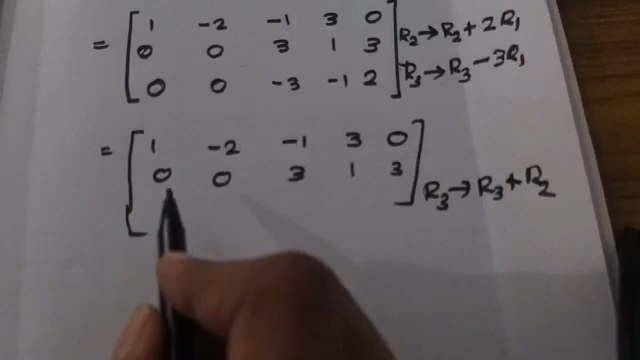 1 -2 -1 3 0
= 0 0 3 1 3 R2→R2+2R1
0 0 -3 -1 2 R3→R3-3R1
= 1 -2 -1 3 0
0 0 3 1 3 R3→R3+R2